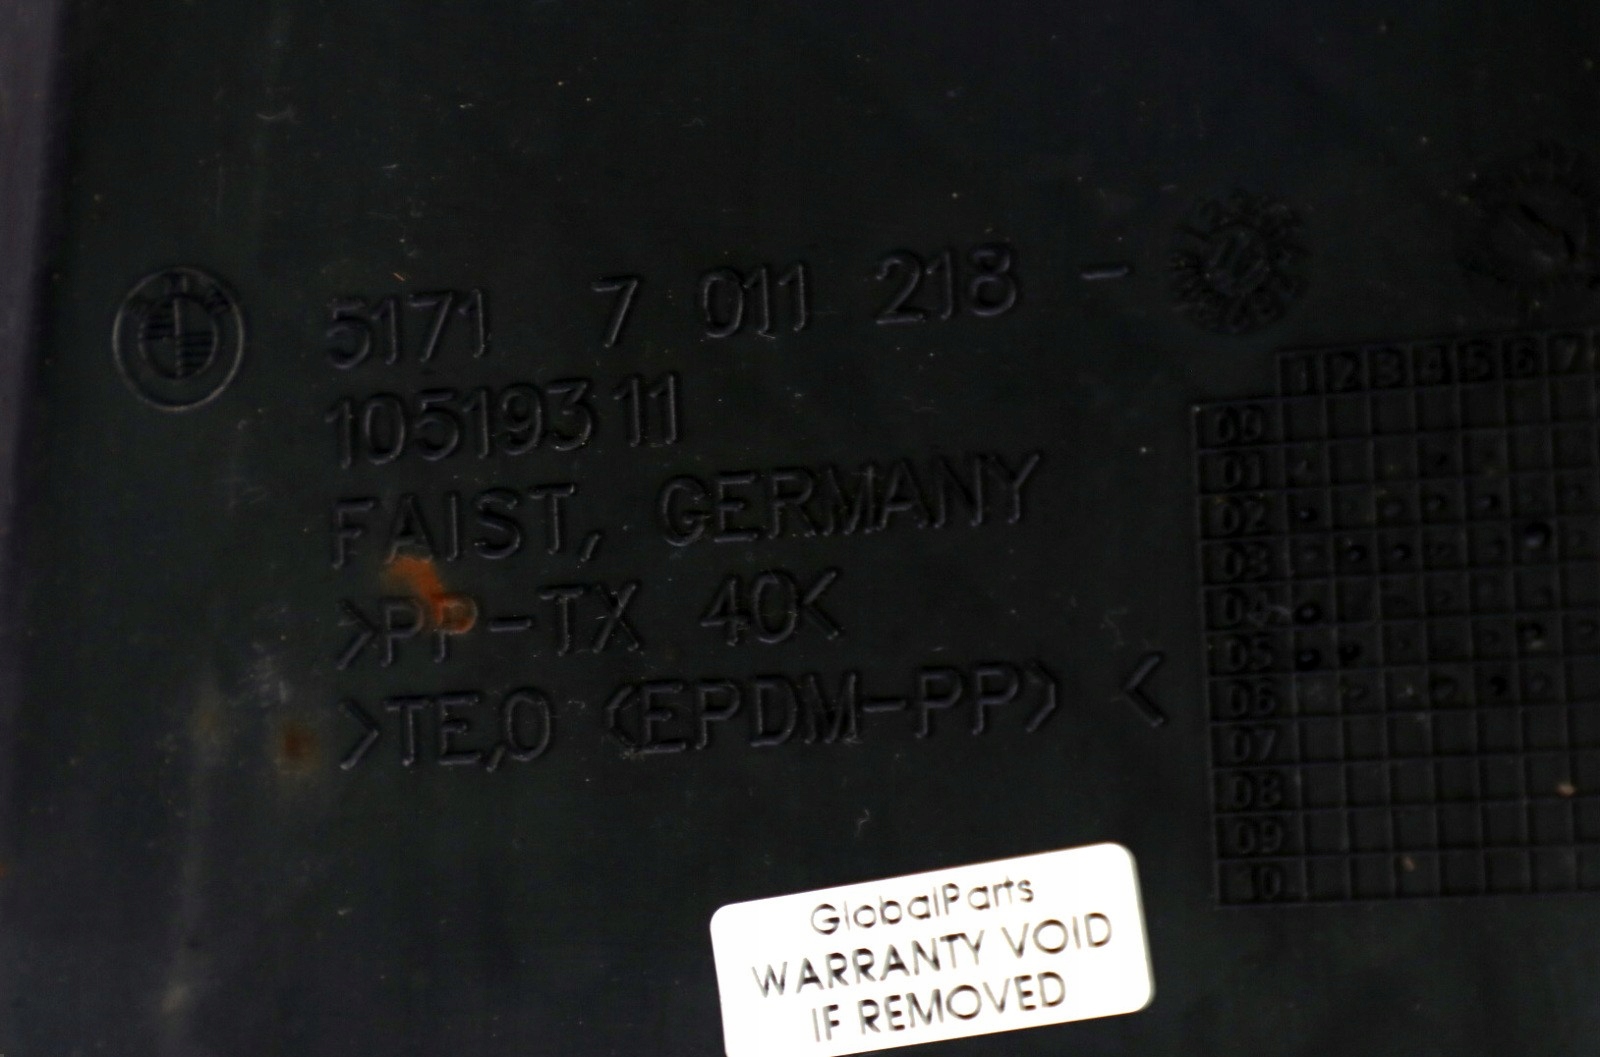 5171 7 011 218 -
10519311
FAIST, GERMANY
>PP-TX 40<
>TE,O (EPDM-PP) <
1 2 3 4 5 6 7
00
01
02
03
04
05
06
07
08
09
10
GlobalParts
WARRANTY VOID
IF REMOVED